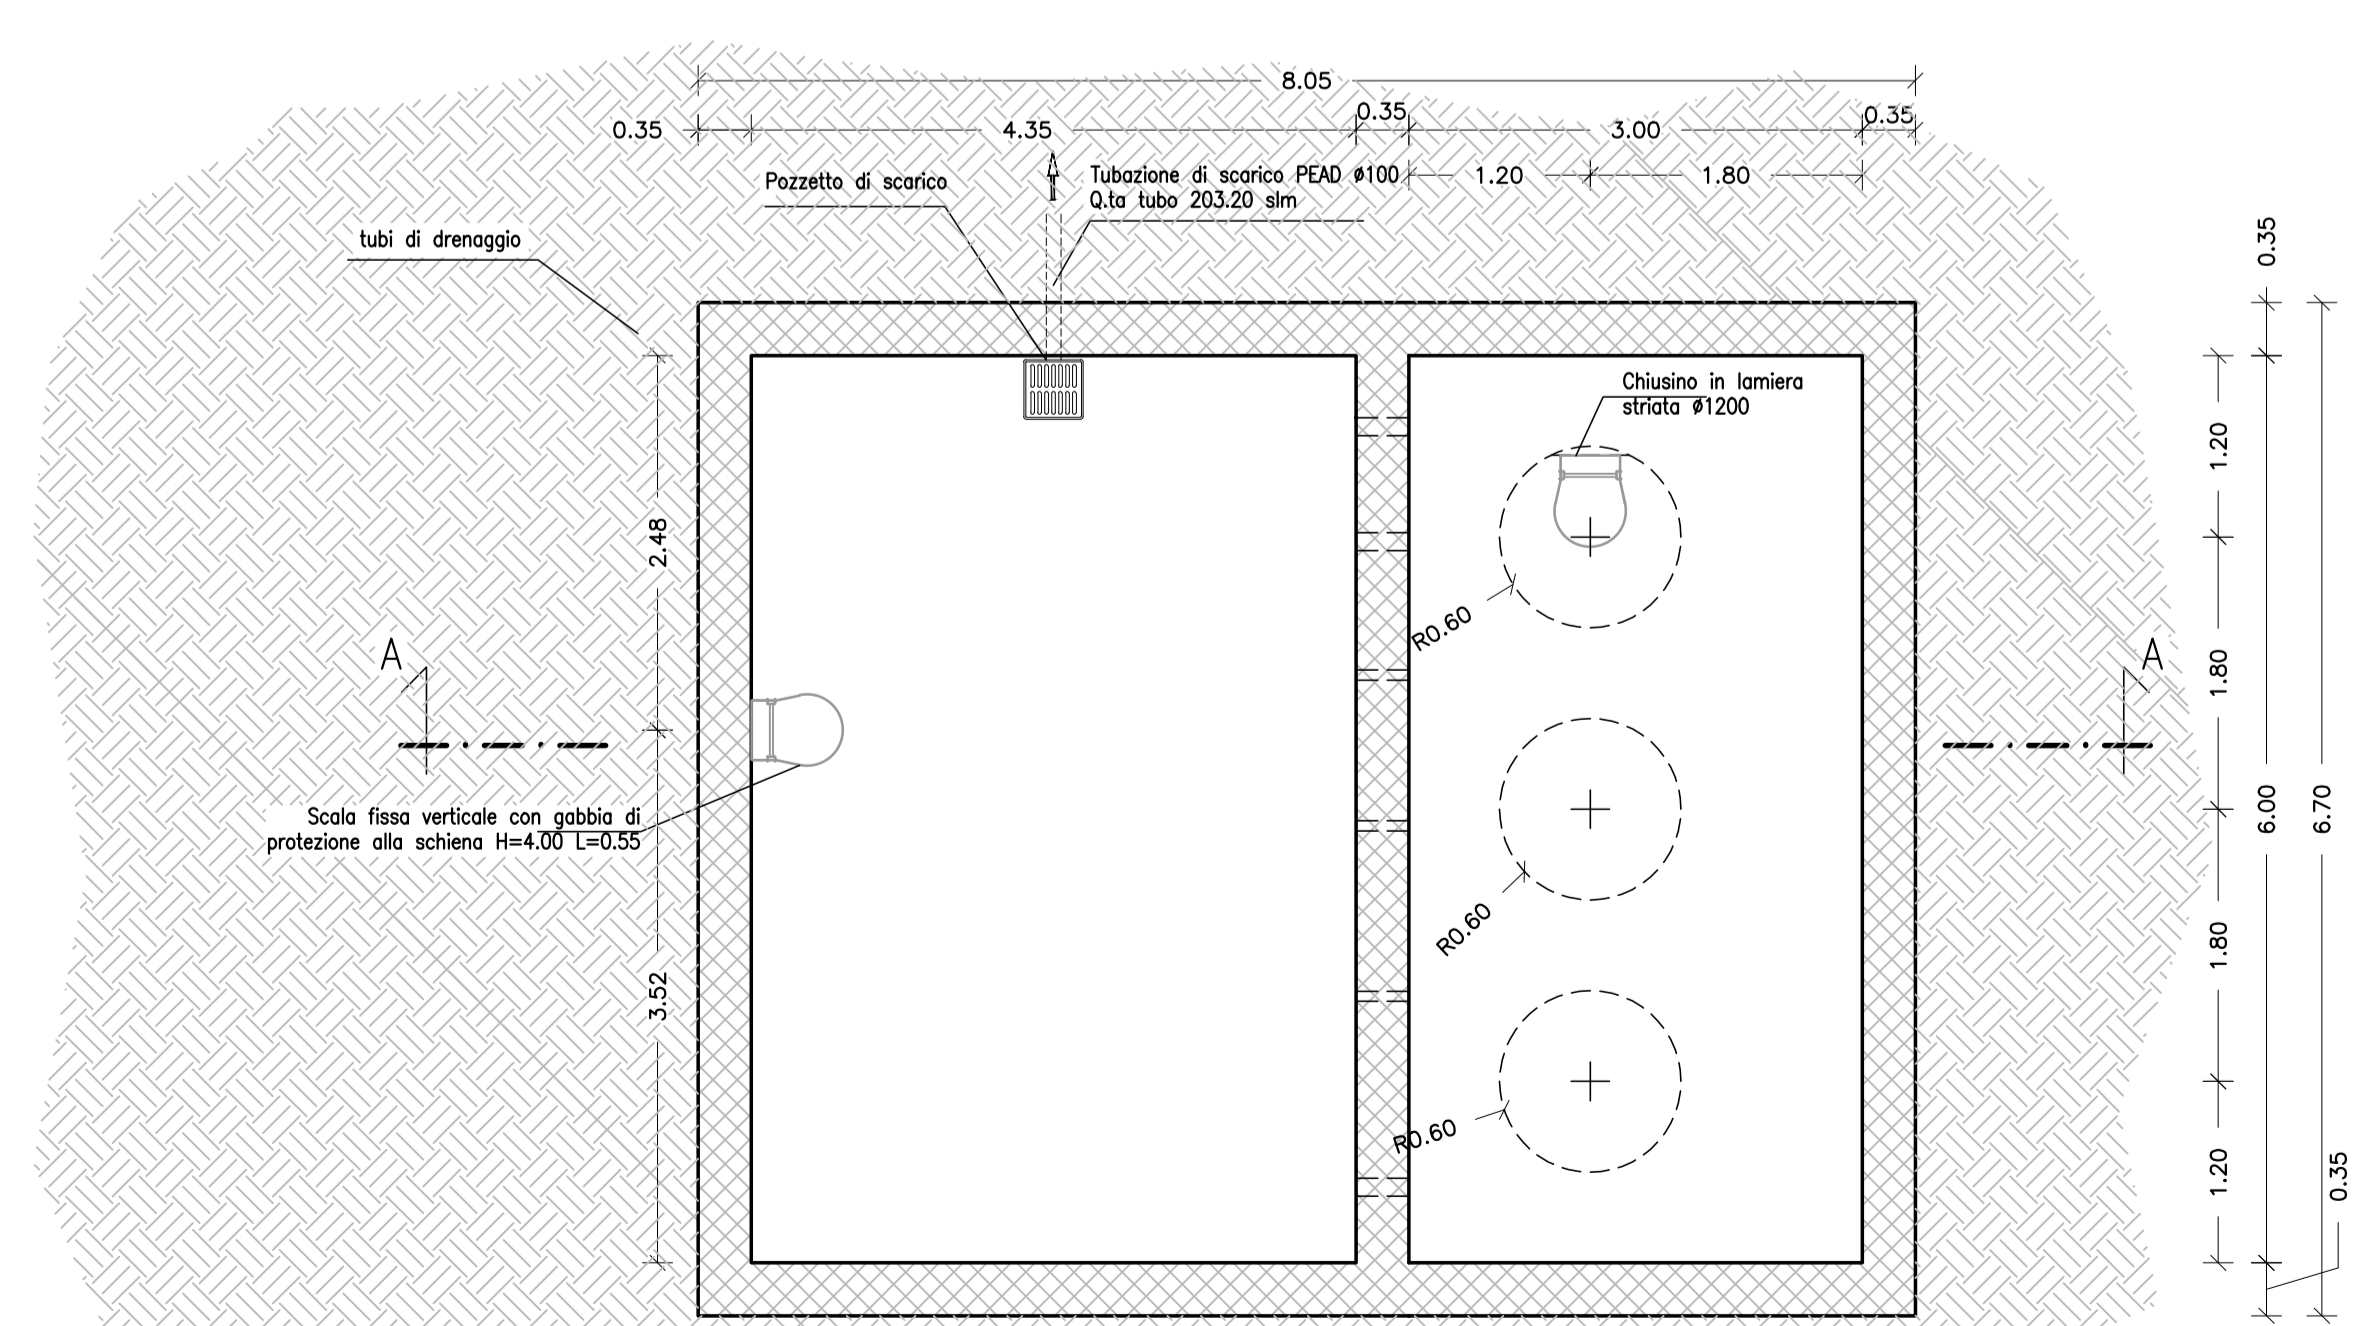 8.05
0.35
4.35
0.35
3.00
0.35
Pozzetto di scarico
Tubazione di scarico PEAD ø100
Q.ta tubo 203.20 slm
1.20
1.80
tubi di drenaggio
0.35
Chiusino in lamiera
striata ø1200
1.20
2.48
R0.60
A
A
1.80
Scala fissa verticale con gabbia di
protezione alla schiena H=4.00 L=0.55
6.00
6.70
R0.60
1.80
3.52
R0.60
1.20
0.35